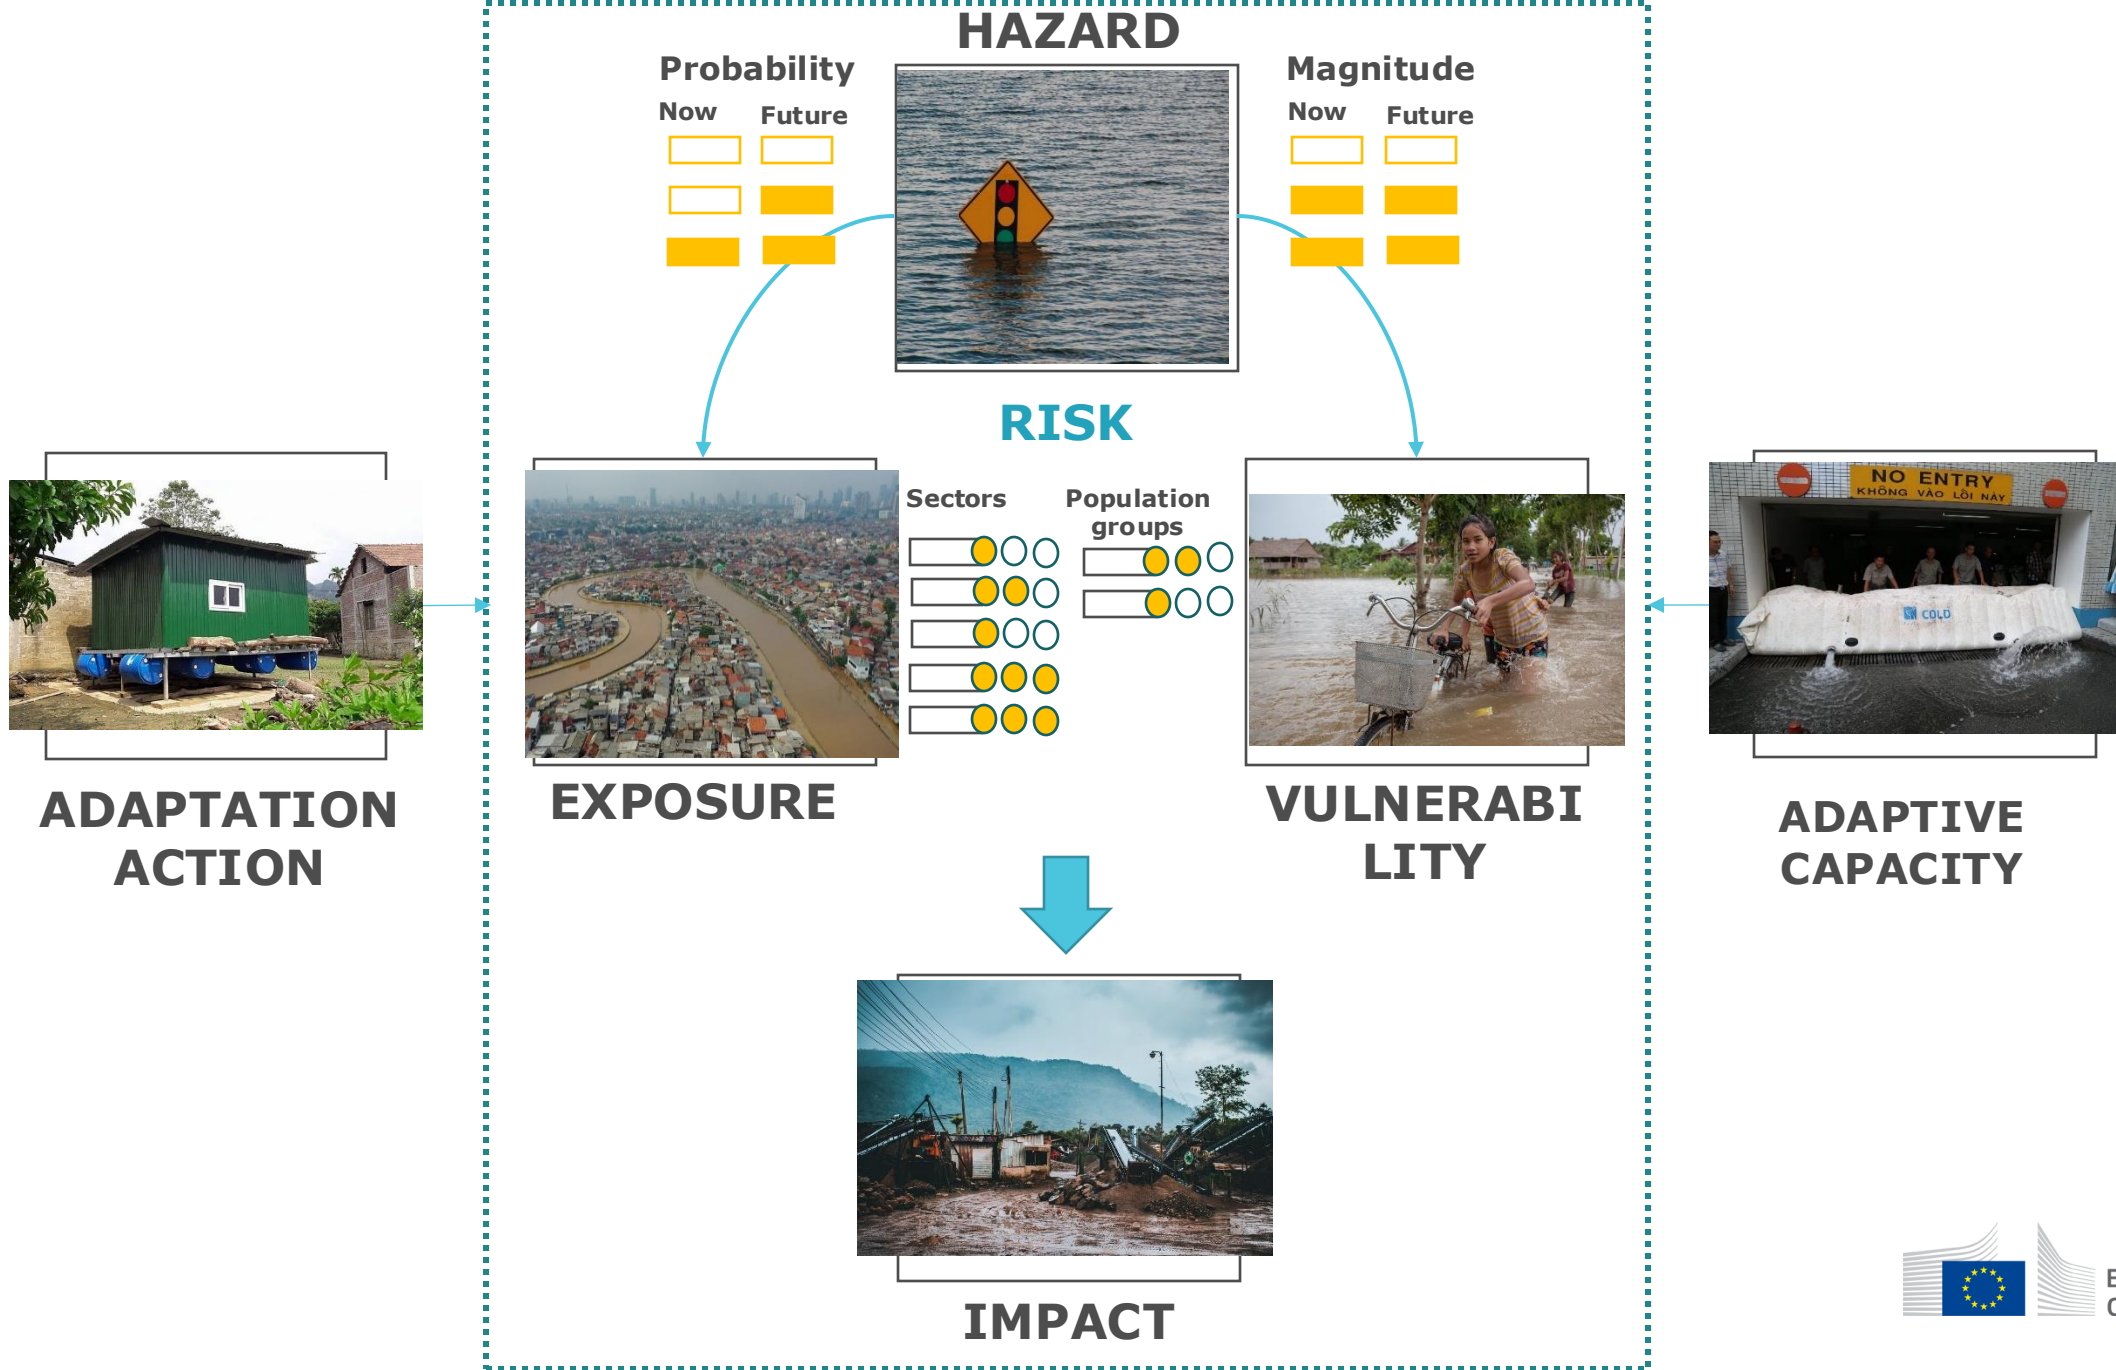 HAZARD
Probability
Now
Future
Magnitude
Now
Future
RISK
Sectors
Population
groups
NO ENTRY
KHÔNG VÀO LỐI NÀY
COLD
ADAPTATION
ACTION
EXPOSURE
VULNERABI
LITY
ADAPTIVE
CAPACITY
IMPACT